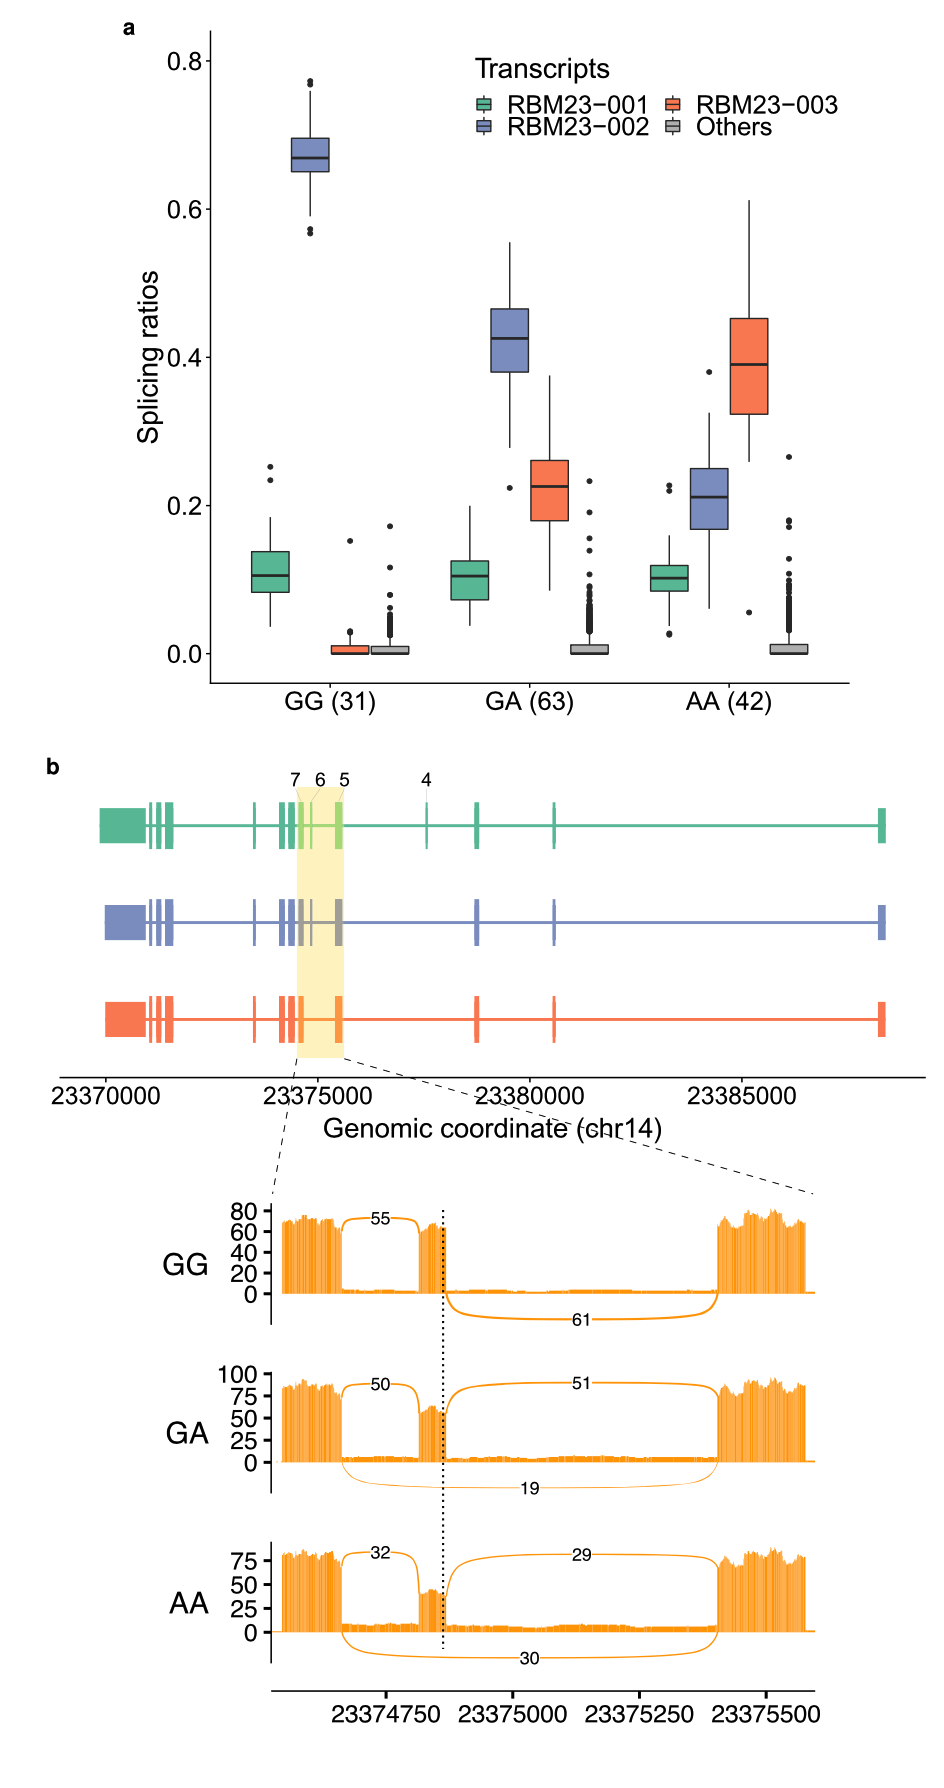 a
Transcripts
RBM23−001 RBM23−003
RBM23−002 Others
Splicing ratios
0.8
0.6
0.4
0.2
0.0
GG (31) GA (63) AA (42)
b
7 6 5 4
23370000 23375000 23380000 23385000
Genomic coordinate (chr14)
GG
80
60
40
20
0
55
61
GA
100
75
50
25
0
50 51
19
AA
75
50
25
0
32 29
30
23374750 23375000 23375250 23375500